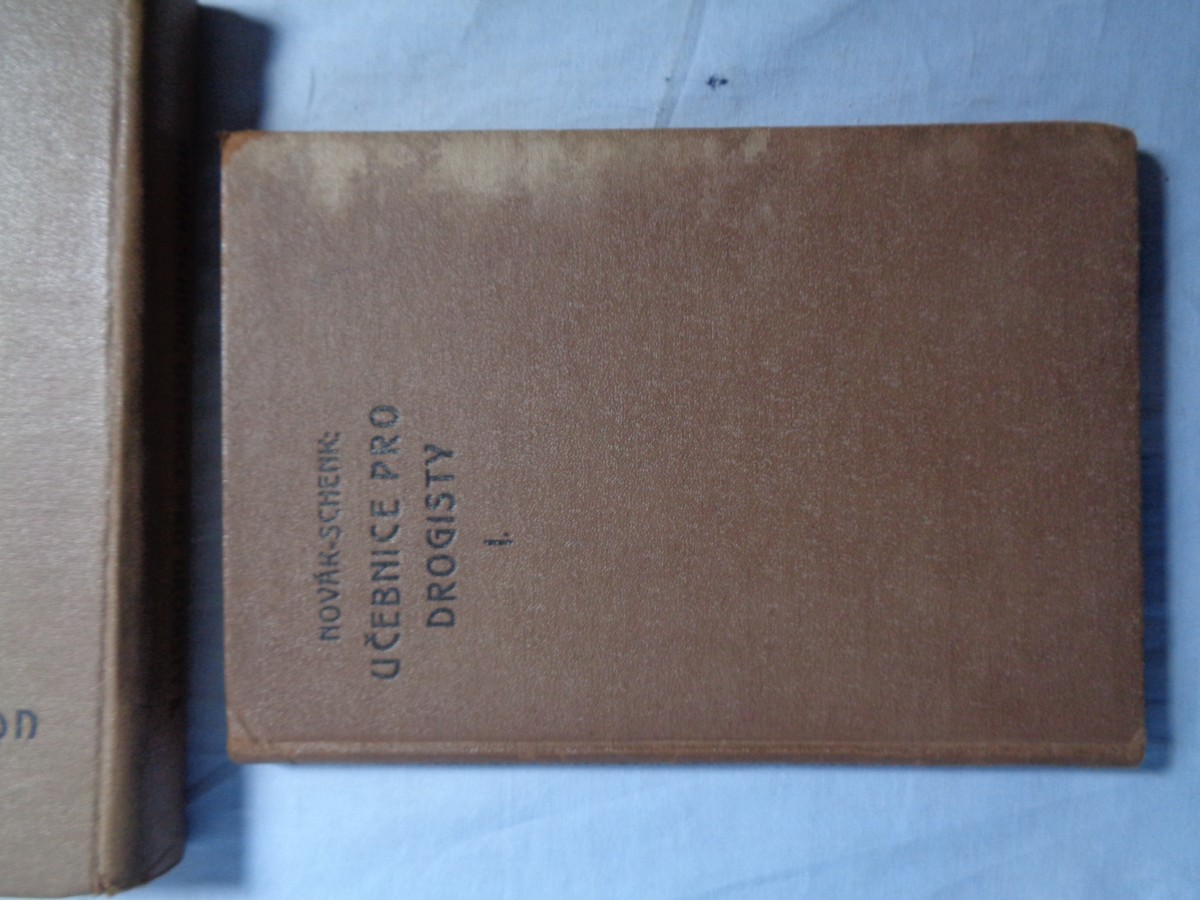 NOVÁK-SCHENK:
UČEBNICE PRO
DROGISTY
I.